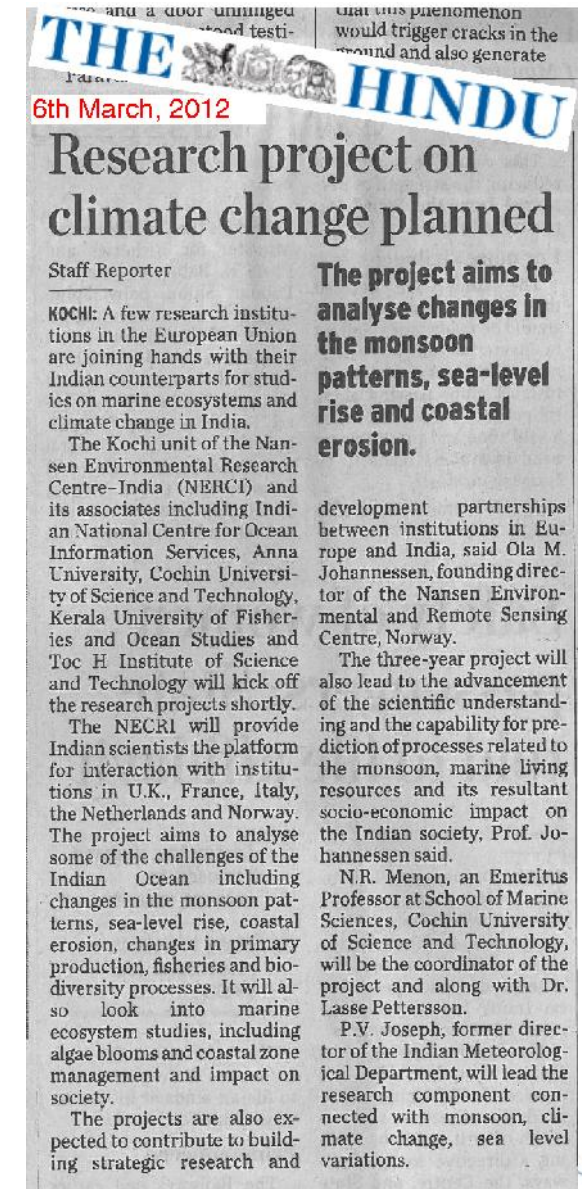 and a door unhinged
testi-
that this phenomenon
would trigger cracks in the
ground and also generate
THE HINDU
6th March, 2012
Research project on
climate change planned
Staff Reporter
KOCHI: A few research institu-
tions in the European Union
are joining hands with their
Indian counterparts for stud-
ies on marine ecosystems and
climate change in India.
The Kochi unit of the Nan-
sen Environmental Research
Centre-India (NERCI) and
its associates including Indi-
an National Centre for Ocean
Information Services, Anna
University, Cochin Universi-
ty of Science and Technology,
Kerala University of Fisher-
ies and Ocean Studies and
Toc H Institute of Science
and Technology will kick off
the research projects shortly.
The NECRI will provide
Indian scientists the platform
for interaction with institu-
tions in U.K., France, Italy,
the Netherlands and Norway.
The project aims to analyse
some of the challenges of the
Indian Ocean including
changes in the monsoon pat-
terns, sea-level rise, coastal
erosion, changes in primary
production, fisheries and bio-
diversity processes. It will al-
so look into marine
ecosystem studies, including
algae blooms and coastal zone
management and impact on
society.
The projects are also ex-
pected to contribute to build-
ing strategic research and
The project aims to
analyse changes in
the monsoon
patterns, sea-level
rise and coastal
erosion.
development partnerships
between institutions in Eu-
rope and India, said Ola M.
Johannessen, founding direc-
tor of the Nansen Environ-
mental and Remote Sensing
Centre, Norway.
The three-year project will
also lead to the advancement
of the scientific understand-
ing and the capability for pre-
diction of processes related to
the monsoon, marine living
resources and its resultant
socio-economic impact on
the Indian society, Prof. Jo-
hannessen said.
N.R. Menon, an Emeritus
Professor at School of Marine
Sciences, Cochin University
of Science and Technology,
will be the coordinator of the
project and along with Dr.
Lasse Pettersson.
P.V. Joseph, former direc-
tor of the Indian Meteorolog-
ical Department, will lead the
research component con-
nected with monsoon, cli-
mate change, sea level
variations.